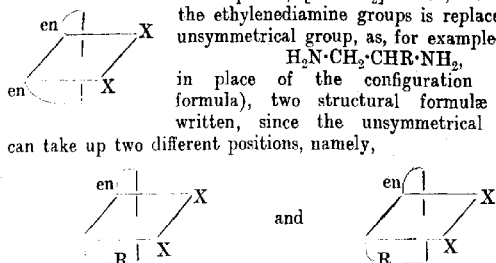 the ethylenediamine groups is replace
en
X
unsymmetrical group, as, for example
H₂N·CH₂·CHR·NH₂,
en
X
in place of the configuration
formula), two structural formulæ
written, since the unsymmetrical
can take up two different positions, namely,
en
X
and
en
X
R
X
R
X